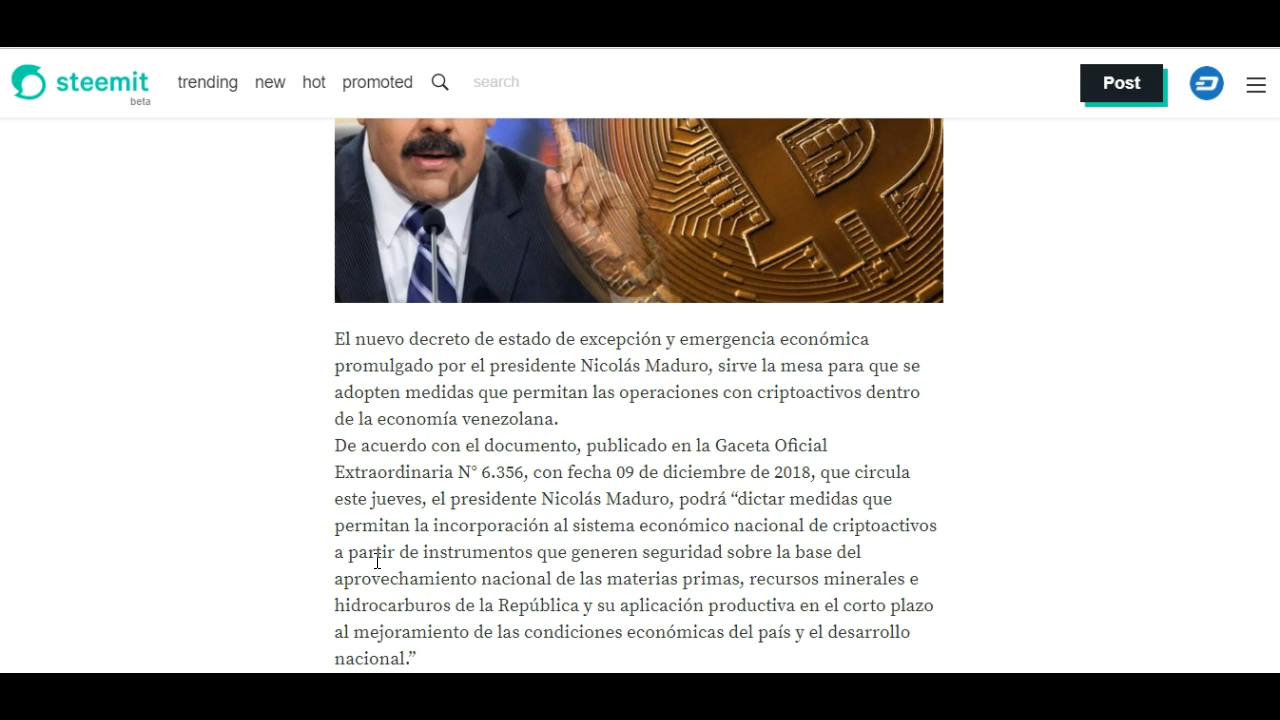 steemit
beta
trending new hot promoted search
Post
El nuevo decreto de estado de excepción y emergencia económica
promulgado por el presidente Nicolás Maduro, sirve la mesa para que se
adopten medidas que permitan las operaciones con criptoactivos dentro
de la economía venezolana.
De acuerdo con el documento, publicado en la Gaceta Oficial
Extraordinaria N° 6.356, con fecha 09 de diciembre de 2018, que circula
este jueves, el presidente Nicolás Maduro, podrá “dictar medidas que
permitan la incorporación al sistema económico nacional de criptoactivos
a partir de instrumentos que generen seguridad sobre la base del
aprovechamiento nacional de las materias primas, recursos minerales e
hidrocarburos de la República y su aplicación productiva en el corto plazo
al mejoramiento de las condiciones económicas del país y el desarrollo
nacional.”